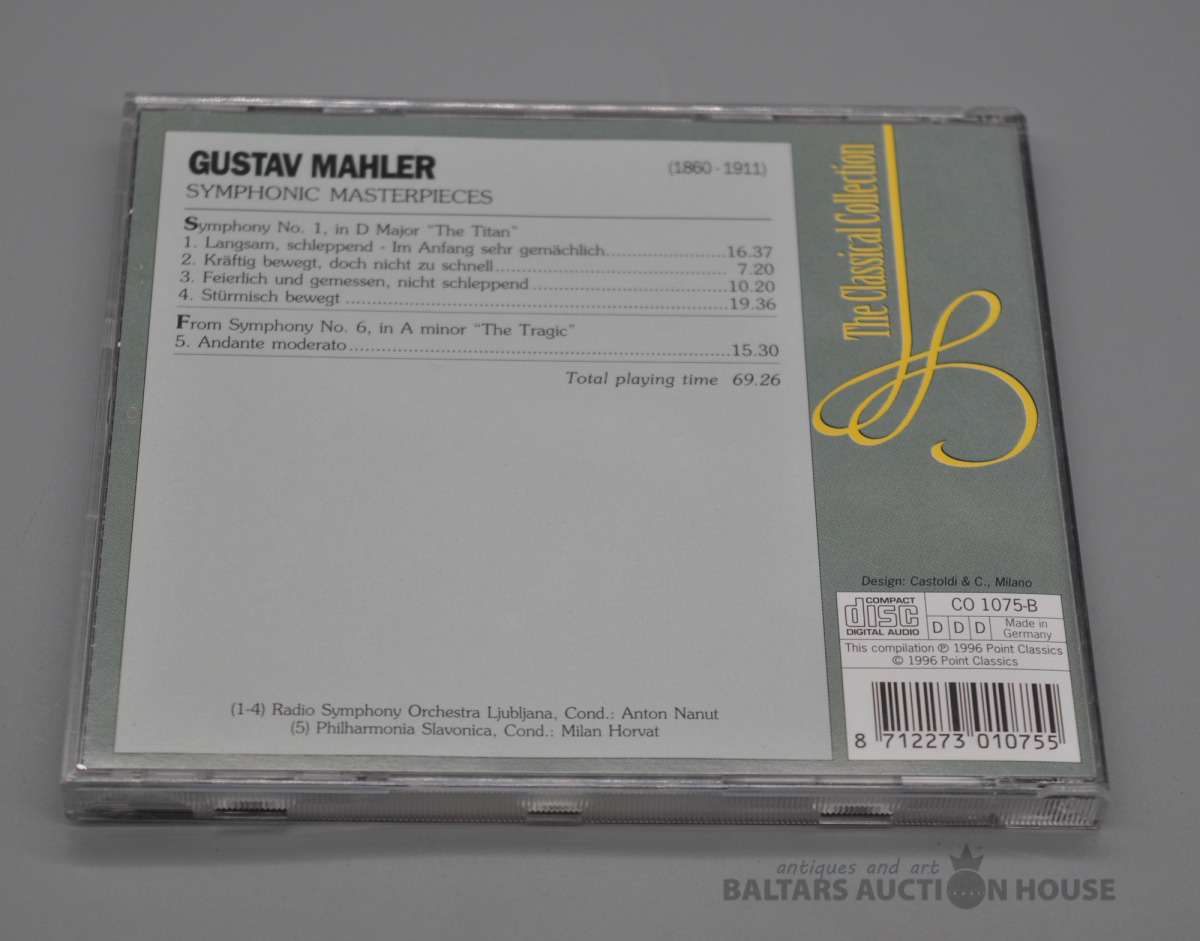 GUSTAV MAHLER (1860 - 1911)
SYMPHONIC MASTERPIECES
Symphony No. 1, in D Major "The Titan"
1. Langsam, schleppend - Im Anfang sehr gemächlich 16.37
2. Kräftig bewegt, doch nicht zu schnell 7.20
3. Feierlich und gemessen, nicht schleppend 10.20
4. Stürmisch bewegt 19.36
From Symphony No. 6, in A minor "The Tragic"
5. Andante moderato 15.30
Total playing time 69.26
(1-4) Radio Symphony Orchestra Ljubljana, Cond.: Anton Nanut
(5) Philharmonia Slavonica, Cond.: Milan Horvat
The Classical Collection
Design: Castoldi & C., Milano
COMPACT disc DIGITAL AUDIO
CO 1075-B
D D D
Made in
Germany
This compilation ℗ 1996 Point Classics
© 1996 Point Classics
8 712273 010755
antiques and art
BALTARS AUCTION HOUSE